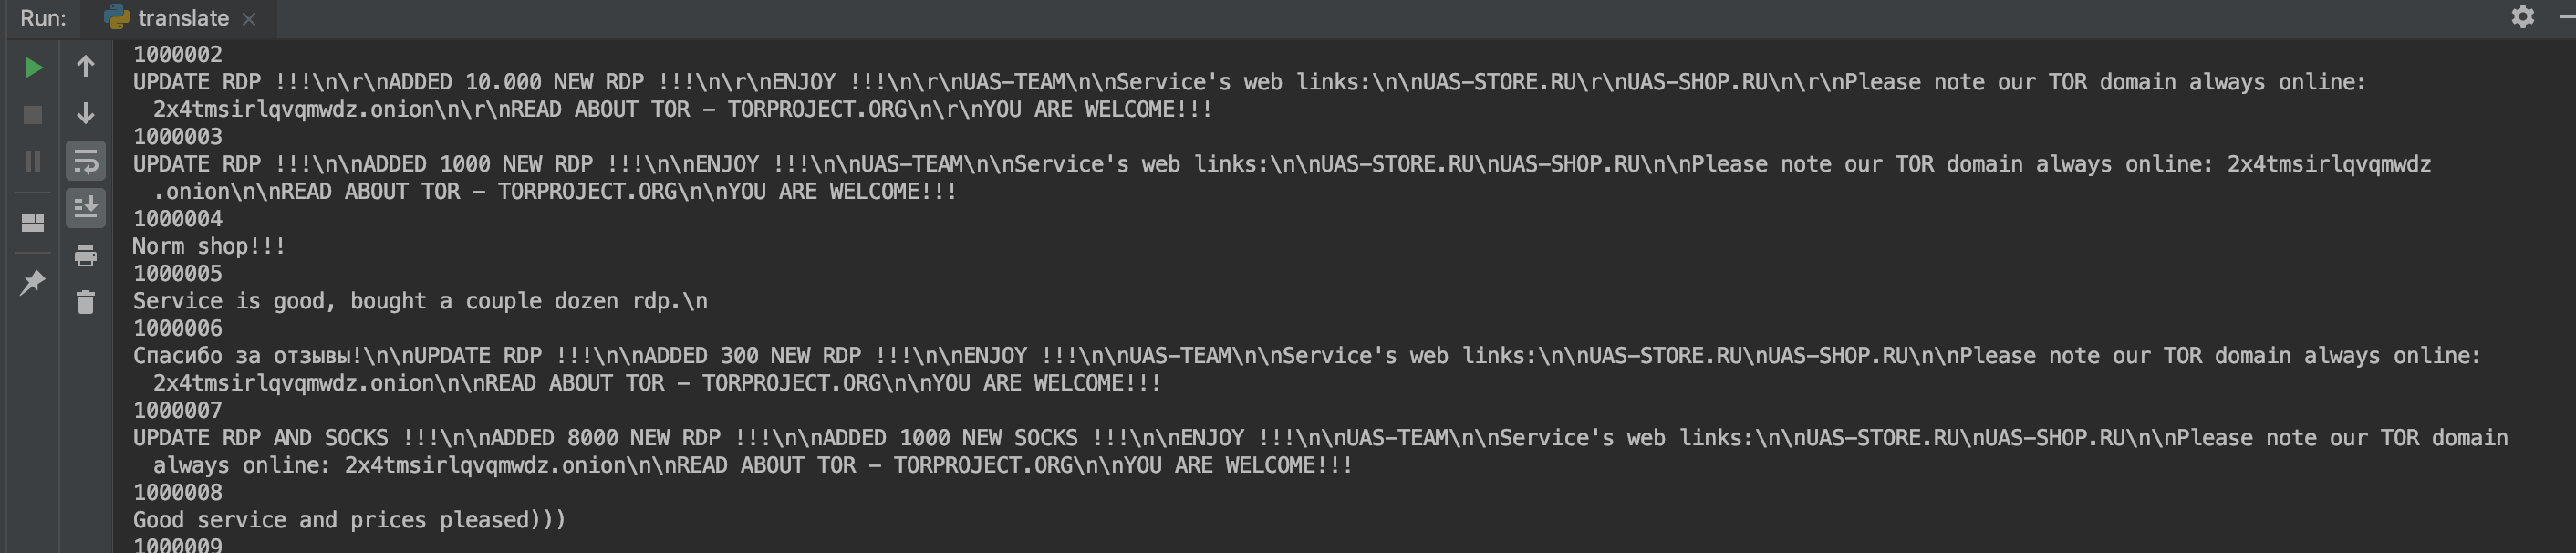 Run: translate
1000002
UPDATE RDP !!!\n\r\nADDED 10.000 NEW RDP !!!\n\r\nENJOY !!!\n\r\nUAS-TEAM\n\nService's web links:\n\nUAS-STORE.RU\r\nUAS-SHOP.RU\n\r\nPlease note our TOR domain always online:
2x4tmsirlqvqmwdz.onion\n\r\nREAD ABOUT TOR - TORPROJECT.ORG\n\r\nYOU ARE WELCOME!!!
1000003
UPDATE RDP !!!\n\nADDED 1000 NEW RDP !!!\n\nENJOY !!!\n\nUAS-TEAM\n\nService's web links:\n\nUAS-STORE.RU\nUAS-SHOP.RU\n\nPlease note our TOR domain always online: 2x4tmsirlqvqmwdz
.onion\n\nREAD ABOUT TOR - TORPROJECT.ORG\n\nYOU ARE WELCOME!!!
1000004
Norm shop!!!
1000005
Service is good, bought a couple dozen rdp.\n
1000006
Спасибо за отзывы!\n\nUPDATE RDP !!!\n\nADDED 300 NEW RDP !!!\n\nENJOY !!!\n\nUAS-TEAM\n\nService's web links:\n\nUAS-STORE.RU\nUAS-SHOP.RU\n\nPlease note our TOR domain always online:
2x4tmsirlqvqmwdz.onion\n\nREAD ABOUT TOR - TORPROJECT.ORG\n\nYOU ARE WELCOME!!!
1000007
UPDATE RDP AND SOCKS !!!\n\nADDED 8000 NEW RDP !!!\n\nADDED 1000 NEW SOCKS !!!\n\nENJOY !!!\n\nUAS-TEAM\n\nService's web links:\n\nUAS-STORE.RU\nUAS-SHOP.RU\n\nPlease note our TOR domain
always online: 2x4tmsirlqvqmwdz.onion\n\nREAD ABOUT TOR - TORPROJECT.ORG\n\nYOU ARE WELCOME!!!
1000008
Good service and prices pleased)))
1000009